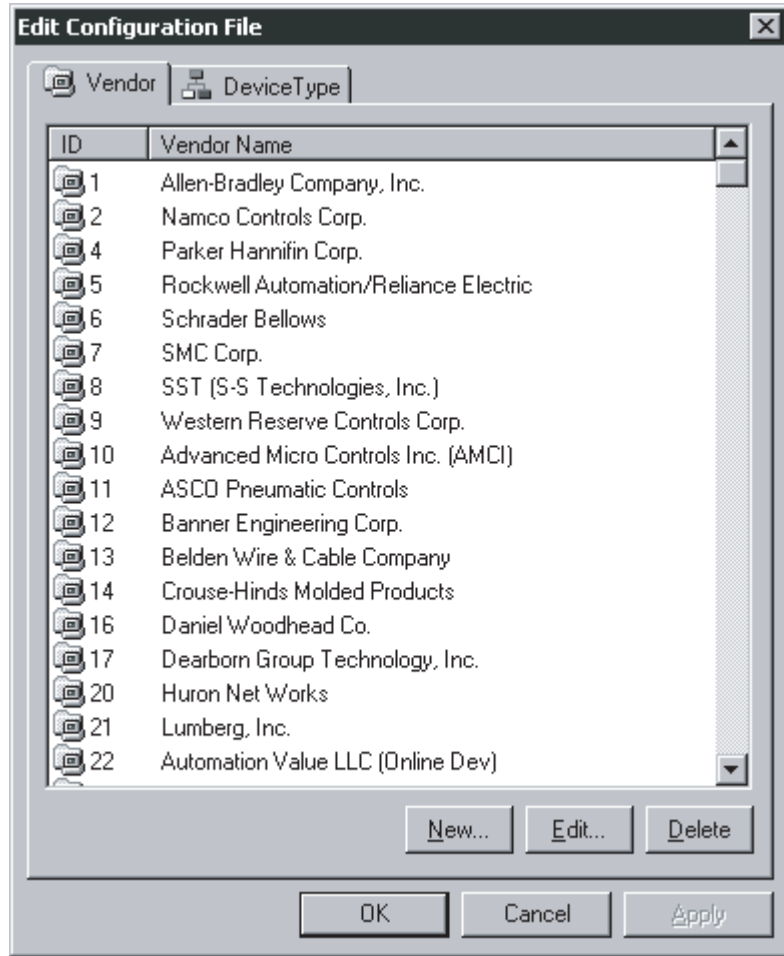 Edit Configuration File
Vendor DeviceType
ID Vendor Name
1 Allen-Bradley Company, Inc.
2 Namco Controls Corp.
4 Parker Hannifin Corp.
5 Rockwell Automation/Reliance Electric
6 Schrader Bellows
7 SMC Corp.
8 SST (S-S Technologies, Inc.)
9 Western Reserve Controls Corp.
10 Advanced Micro Controls Inc. (AMCI)
11 ASCO Pneumatic Controls
12 Banner Engineering Corp.
13 Belden Wire & Cable Company
14 Crouse-Hinds Molded Products
16 Daniel Woodhead Co.
17 Dearborn Group Technology, Inc.
20 Huron Net Works
21 Lumberg, Inc.
22 Automation Value LLC (Online Dev)
New... Edit... Delete
OK Cancel Apply